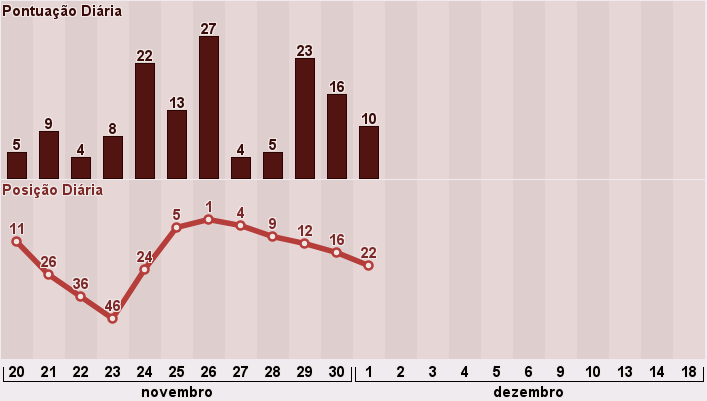 Pontuação Diária
5 9 4 8 22 13 27 4 5 23 16 10
Posição Diária
11 26 36 46 24 5 1 4 9 12 16 22
20 21 22 23 24 25 26 27 28 29 30 1 2 3 4 5 6 9 10 13 14 18
novembro dezembro